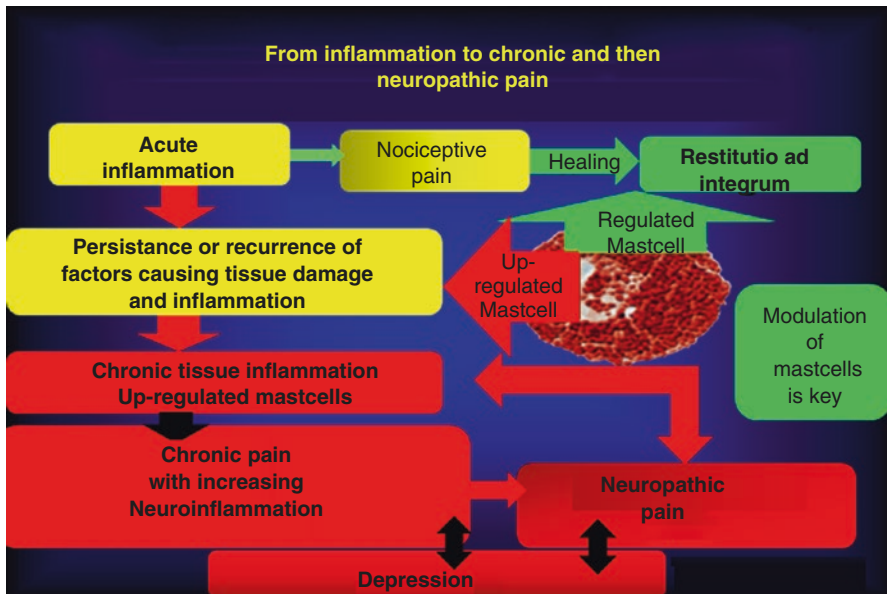 From inflammation to chronic and then
neuropathic pain
Acute
inflammation
Nociceptive
pain
Healing
Restitutio ad
integrum
Regulated
Mastcell
Persistance or recurrence of
factors causing tissue damage
and inflammation
Up-
regulated
Mastcell
Modulation
of
mastcells
is key
Chronic tissue inflammation
Up-regulated mastcells
Chronic pain
with increasing
Neuroinflammation
Neuropathic
pain
Depression